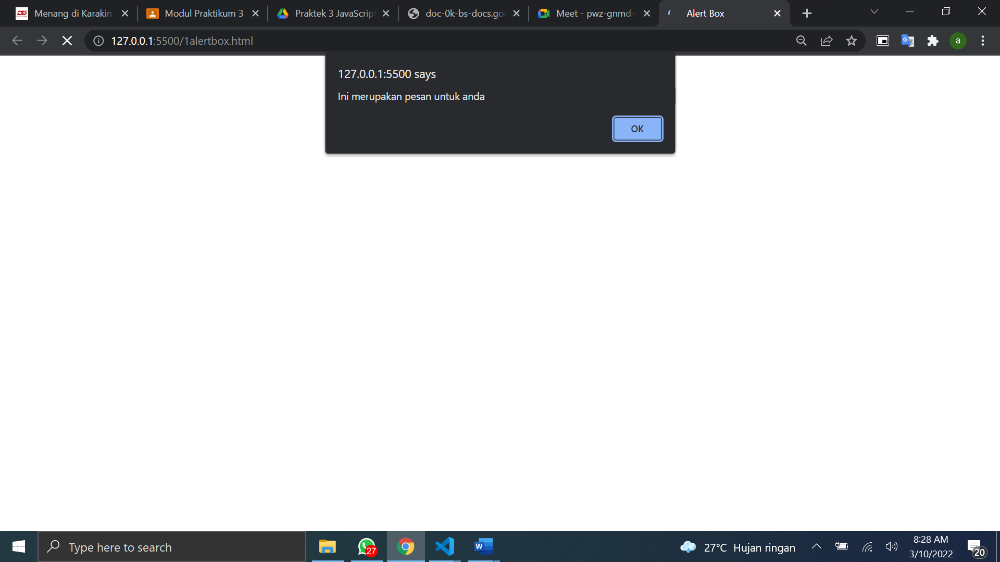 Menang di Karakin
Modul Praktikum 3
Praktek 3 JavaScript
doc-0k-bs-docs.goo
Meet - pwz-gnmd-
Alert Box
127.0.0.1:5500/1alertbox.html
a
127.0.0.1:5500 says
Ini merupakan pesan untuk anda
OK
Type here to search
27
W
27°C Hujan ringan
8:28 AM
3/10/2022
20